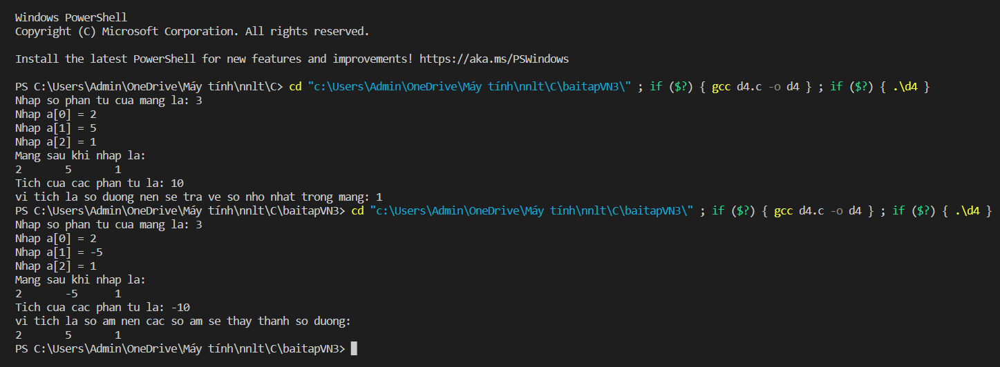 Windows PowerShell
Copyright (C) Microsoft Corporation. All rights reserved.
Install the latest PowerShell for new features and improvements! https://aka.ms/PSWindows
PS C:\Users\Admin\OneDrive\Máy tính\nnlt\C> cd "c:\Users\Admin\OneDrive\Máy tính\nnlt\C\baitapVN3\" ; if ($?) { gcc d4.c -o d4 } ; if ($?) { .\d4 }
Nhap so phan tu cua mang la: 3
Nhap a[0] = 2
Nhap a[1] = 5
Nhap a[2] = 1
Mang sau khi nhap la:
2 5 1
Tich cua cac phan tu la: 10
vi tich la so duong nen se tra ve so nho nhat trong mang: 1
PS C:\Users\Admin\OneDrive\Máy tính\nnlt\C\baitapVN3> cd "c:\Users\Admin\OneDrive\Máy tính\nnlt\C\baitapVN3\" ; if ($?) { gcc d4.c -o d4 } ; if ($?) { .\d4 }
Nhap so phan tu cua mang la: 3
Nhap a[0] = 2
Nhap a[1] = -5
Nhap a[2] = 1
Mang sau khi nhap la:
2 -5 1
Tich cua cac phan tu la: -10
vi tich la so am nen cac so am se thay thanh so duong:
2 5 1
PS C:\Users\Admin\OneDrive\Máy tính\nnlt\C\baitapVN3>